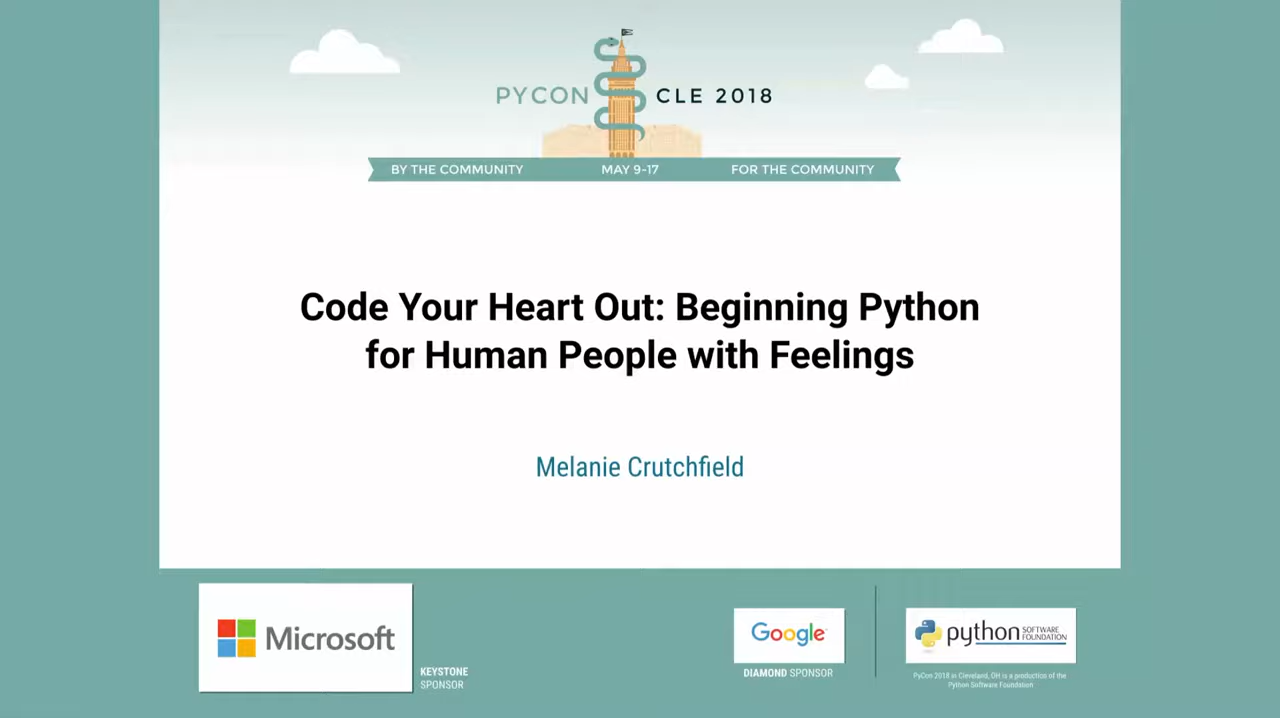 PYCON CLE 2018
BY THE COMMUNITY MAY 9-17 FOR THE COMMUNITY
Code Your Heart Out: Beginning Python
for Human People with Feelings
Melanie Crutchfield
Microsoft
KEYSTONE
SPONSOR
Google
DIAMOND SPONSOR
python SOFTWARE
FOUNDATION
PyCon 2018 in Cleveland, OH is a production of the
Python Software Foundation